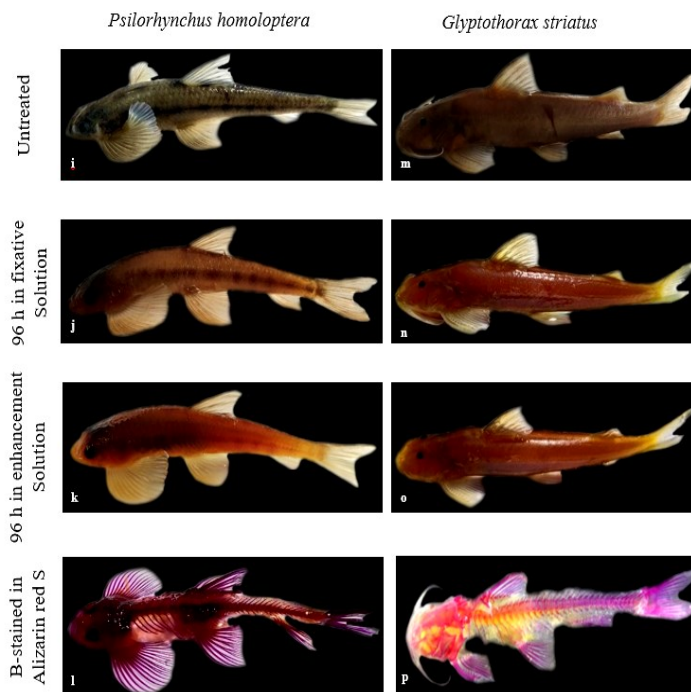 Psilorhynchus homoloptera
Glyptothorax striatus
Untreated
i
m
96 h in fixative
Solution
j
n
96 h in enhancement
Solution
k
o
B-stained in
Alizarin red S
l
p